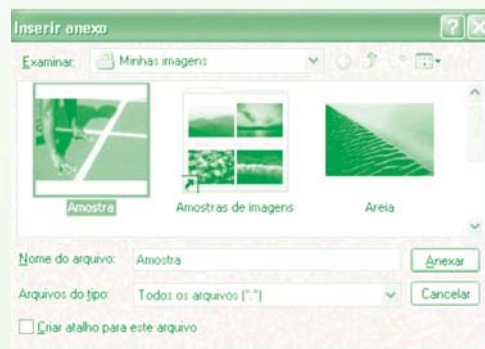 Inserir anexo
Examinar: Minhas imagens
Amostra Amostras de imagens Areia
Nome do arquivo: Amostra Anexar
Arquivos do tipo: Todos os arquivos (*.*) Cancelar
Criar atalho para este arquivo